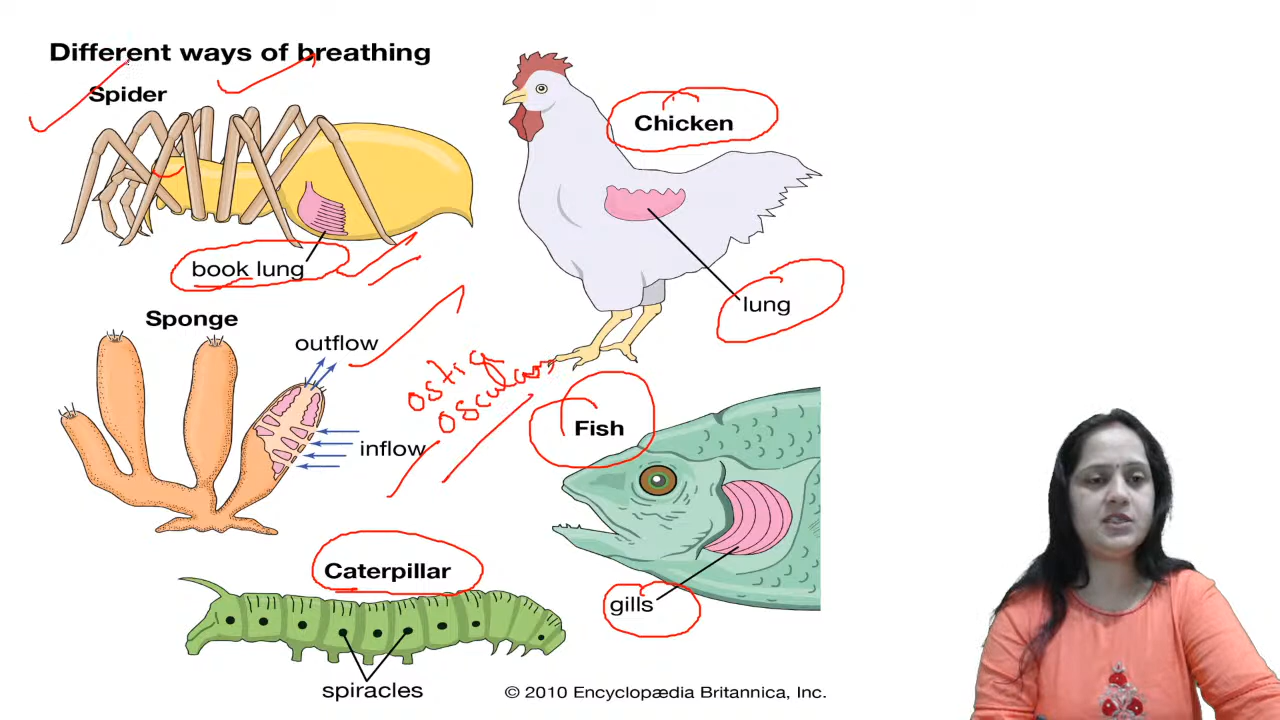 Different ways of breathing
Spider
book lung
Chicken
lung
Sponge
outflow
inflow
ostia
osculum
Fish
gills
Caterpillar
spiracles
© 2010 Encyclopædia Britannica, Inc.